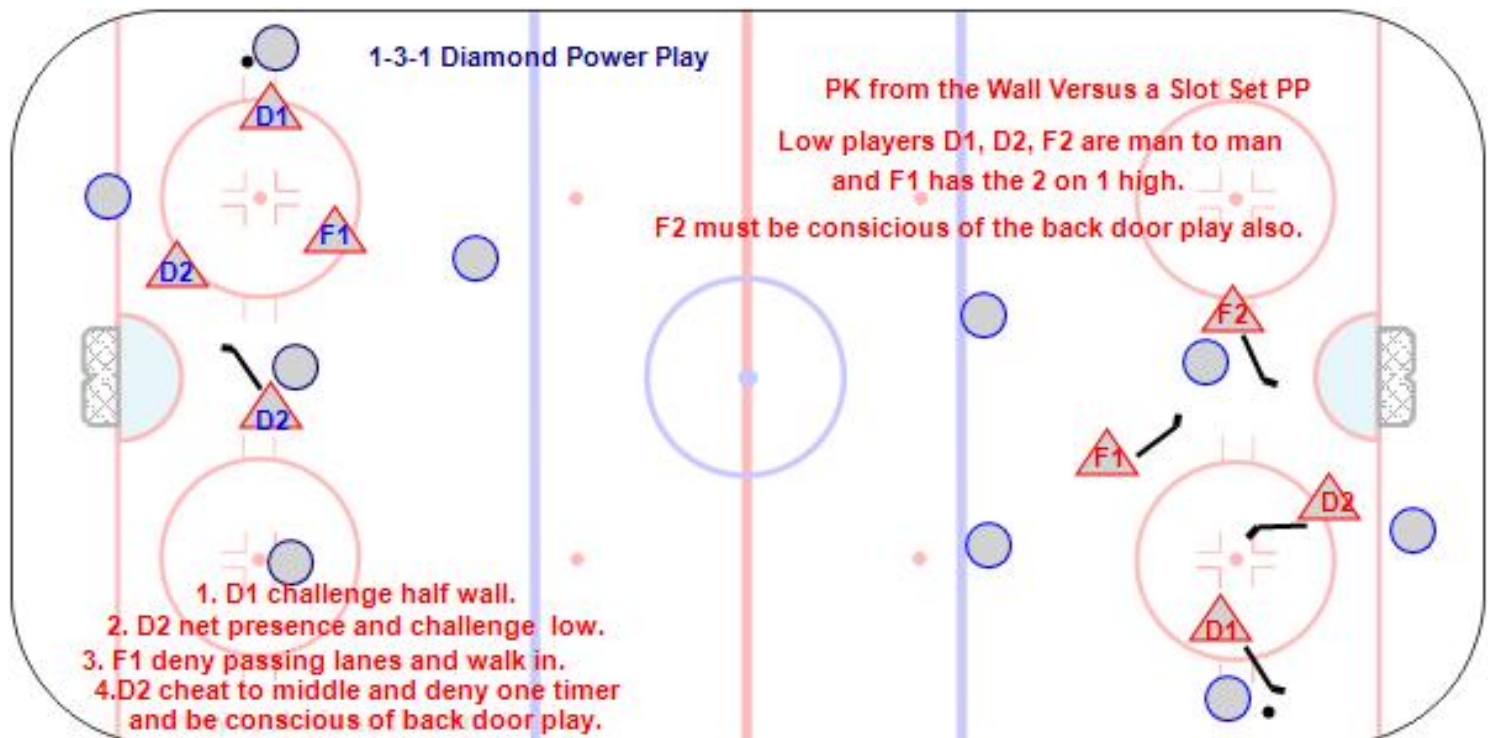 1-3-1 Diamond Power Play
D1
F1
D2
D2
1. D1 challenge half wall.
2. D2 net presence and challenge low.
3. F1 deny passing lanes and walk in.
4.D2 cheat to middle and deny one timer
and be conscious of back door play.
PK from the Wall Versus a Slot Set PP
Low players D1, D2, F2 are man to man
and F1 has the 2 on 1 high.
F2 must be consicious of the back door play also.
F2
F1
D2
D1